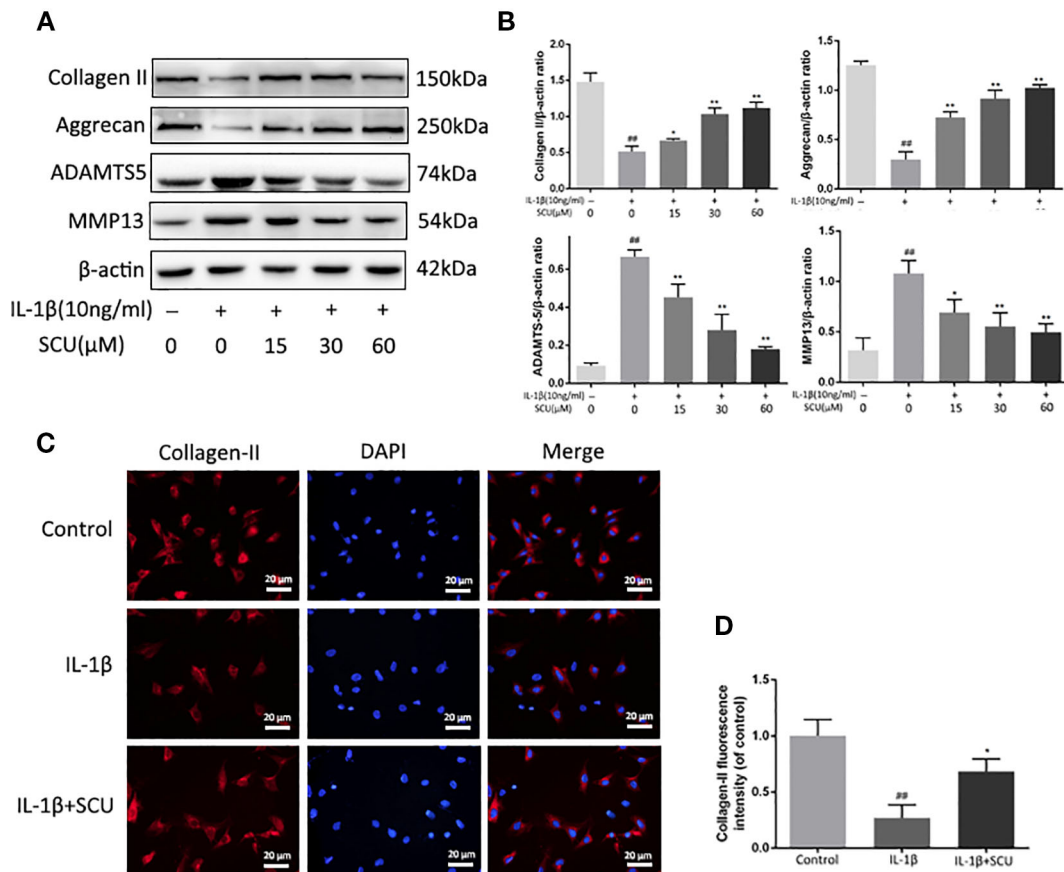 A
Collagen II 150kDa
Aggrecan 250kDa
ADAMTS5 74kDa
MMP13 54kDa
β-actin 42kDa
IL-1β(10ng/ml) – + + + +
SCU(μM) 0 0 15 30 60
B
Collagen II/β-actin ratio
2.0
1.5
1.0
0.5
0.0
## * ** **
IL-1β(10ng/ml) – + + + +
SCU(μM) 0 0 15 30 60
Aggrecan/β-actin ratio
1.5
1.0
0.5
0.0
## ** ** **
IL-1β(10ng/ml) – + + + +
ADAMTS-5/β-actin ratio
0.6
0.4
0.2
0.0
## ** ** **
IL-1β(10ng/ml) – + + + +
SCU(μM) 0 0 15 30 60
MMP13/β-actin ratio
1.5
1.0
0.5
0.0
## * ** **
IL-1β(10ng/ml) – + + + +
SCU(μM) 0 0 15 30 60
C
Collagen-II DAPI Merge
Control
20 μm 20 μm 20 μm
IL-1β
20 μm 20 μm 20 μm
IL-1β+SCU
20 μm 20 μm 20 μm
D
Collagen-II fluorescence
intensity (of control)
1.5
1.0
0.5
0.0
## *
Control IL-1β IL-1β+SCU